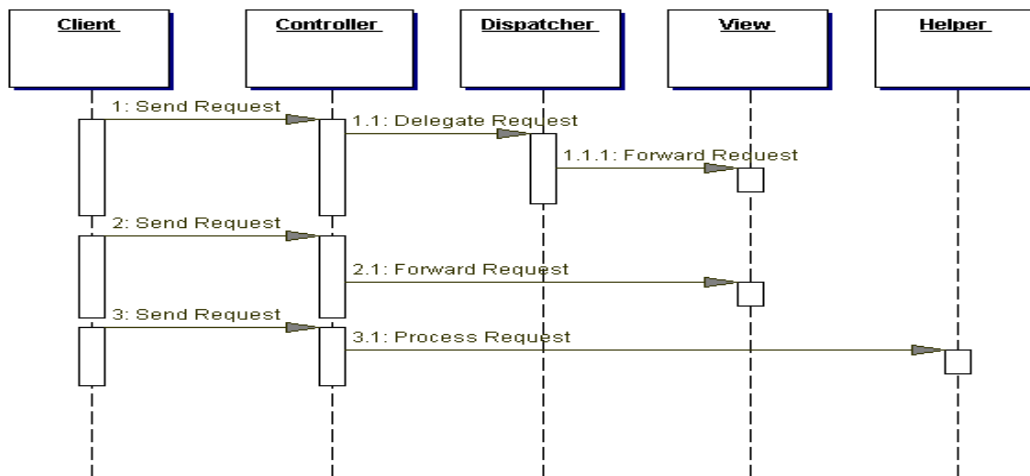 Client
Controller
Dispatcher
View
Helper
1: Send Request
1.1: Delegate Request
1.1.1: Forward Request
2: Send Request
2.1: Forward Request
3: Send Request
3.1: Process Request